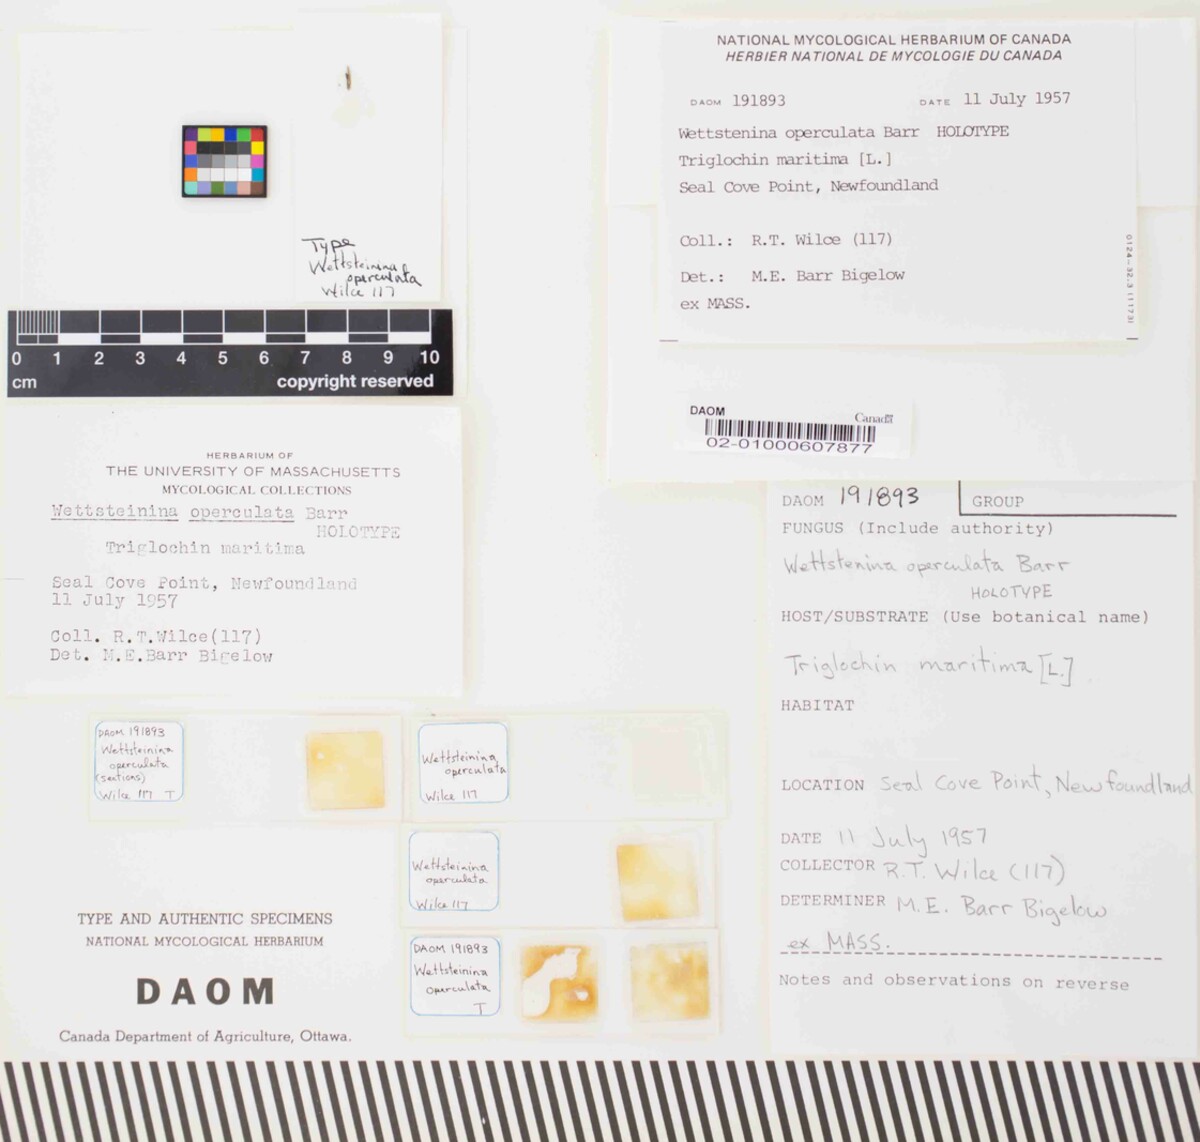 Type
Wettsteinina
operculata
Wilce 117
0 1 2 3 4 5 6 7 8 9 10
cm
copyright reserved
NATIONAL MYCOLOGICAL HERBARIUM OF CANADA
HERBIER NATIONAL DE MYCOLOGIE DU CANADA
DAOM 191893 DATE 11 July 1957
Wettstenina operculata Barr HOLOTYPE
Triglochin maritima [L.]
Seal Cove Point, Newfoundland
Coll.: R.T. Wilce (117)
Det.: M.E. Barr Bigelow
ex MASS.
0124-32.3 (1173)
DAOM
Canada
02-01000607877
HERBARIUM OF
THE UNIVERSITY OF MASSACHUSETTS
MYCOLOGICAL COLLECTIONS
Wettsteinina operculata Barr
HOLOTYPE
Triglochin maritima
Seal Cove Point, Newfoundland
11 July 1957
Coll. R.T.Wilce(117)
Det. M.E.Barr Bigelow
DAOM 191893
GROUP
FUNGUS (Include authority)
Wettstenina operculata Barr
HOLOTYPE
HOST/SUBSTRATE (Use botanical name)
Triglochin maritima [L.]
HABITAT
LOCATION Seal Cove Point, Newfoundland
DATE 11 July 1957
COLLECTOR R.T. Wilce (117)
DETERMINER M.E. Barr Bigelow
ex MASS.
Notes and observations on reverse
DAOM 191893
Wettsteinina
operculata
(sections)
Wilce 117 T
Wettsteinina
operculata
Wilce 117
Wettsteinina
operculata
Wilce 117
DAOM 191893
Wettsteinina
operculata
T
TYPE AND AUTHENTIC SPECIMENS
NATIONAL MYCOLOGICAL HERBARIUM
DAOM
Canada Department of Agriculture, Ottawa.